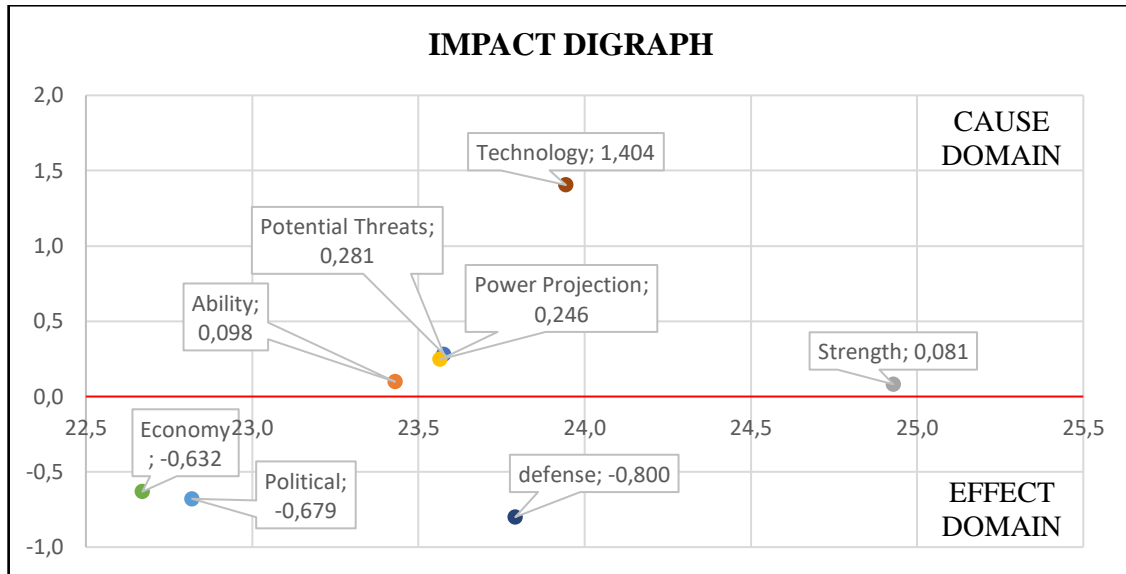 IMPACT DIGRAPH
2,0
1,5
1,0
0,5
0,0
-0,5
-1,0
22,5
23,0
23,5
24,0
24,5
25,0
25,5
CAUSE
DOMAIN
Technology; 1,404
Potential Threats;
0,281
Power Projection;
0,246
Ability;
0,098
Strength; 0,081
Economy
; -0,632
Political;
-0,679
defense; -0,800
EFFECT
DOMAIN